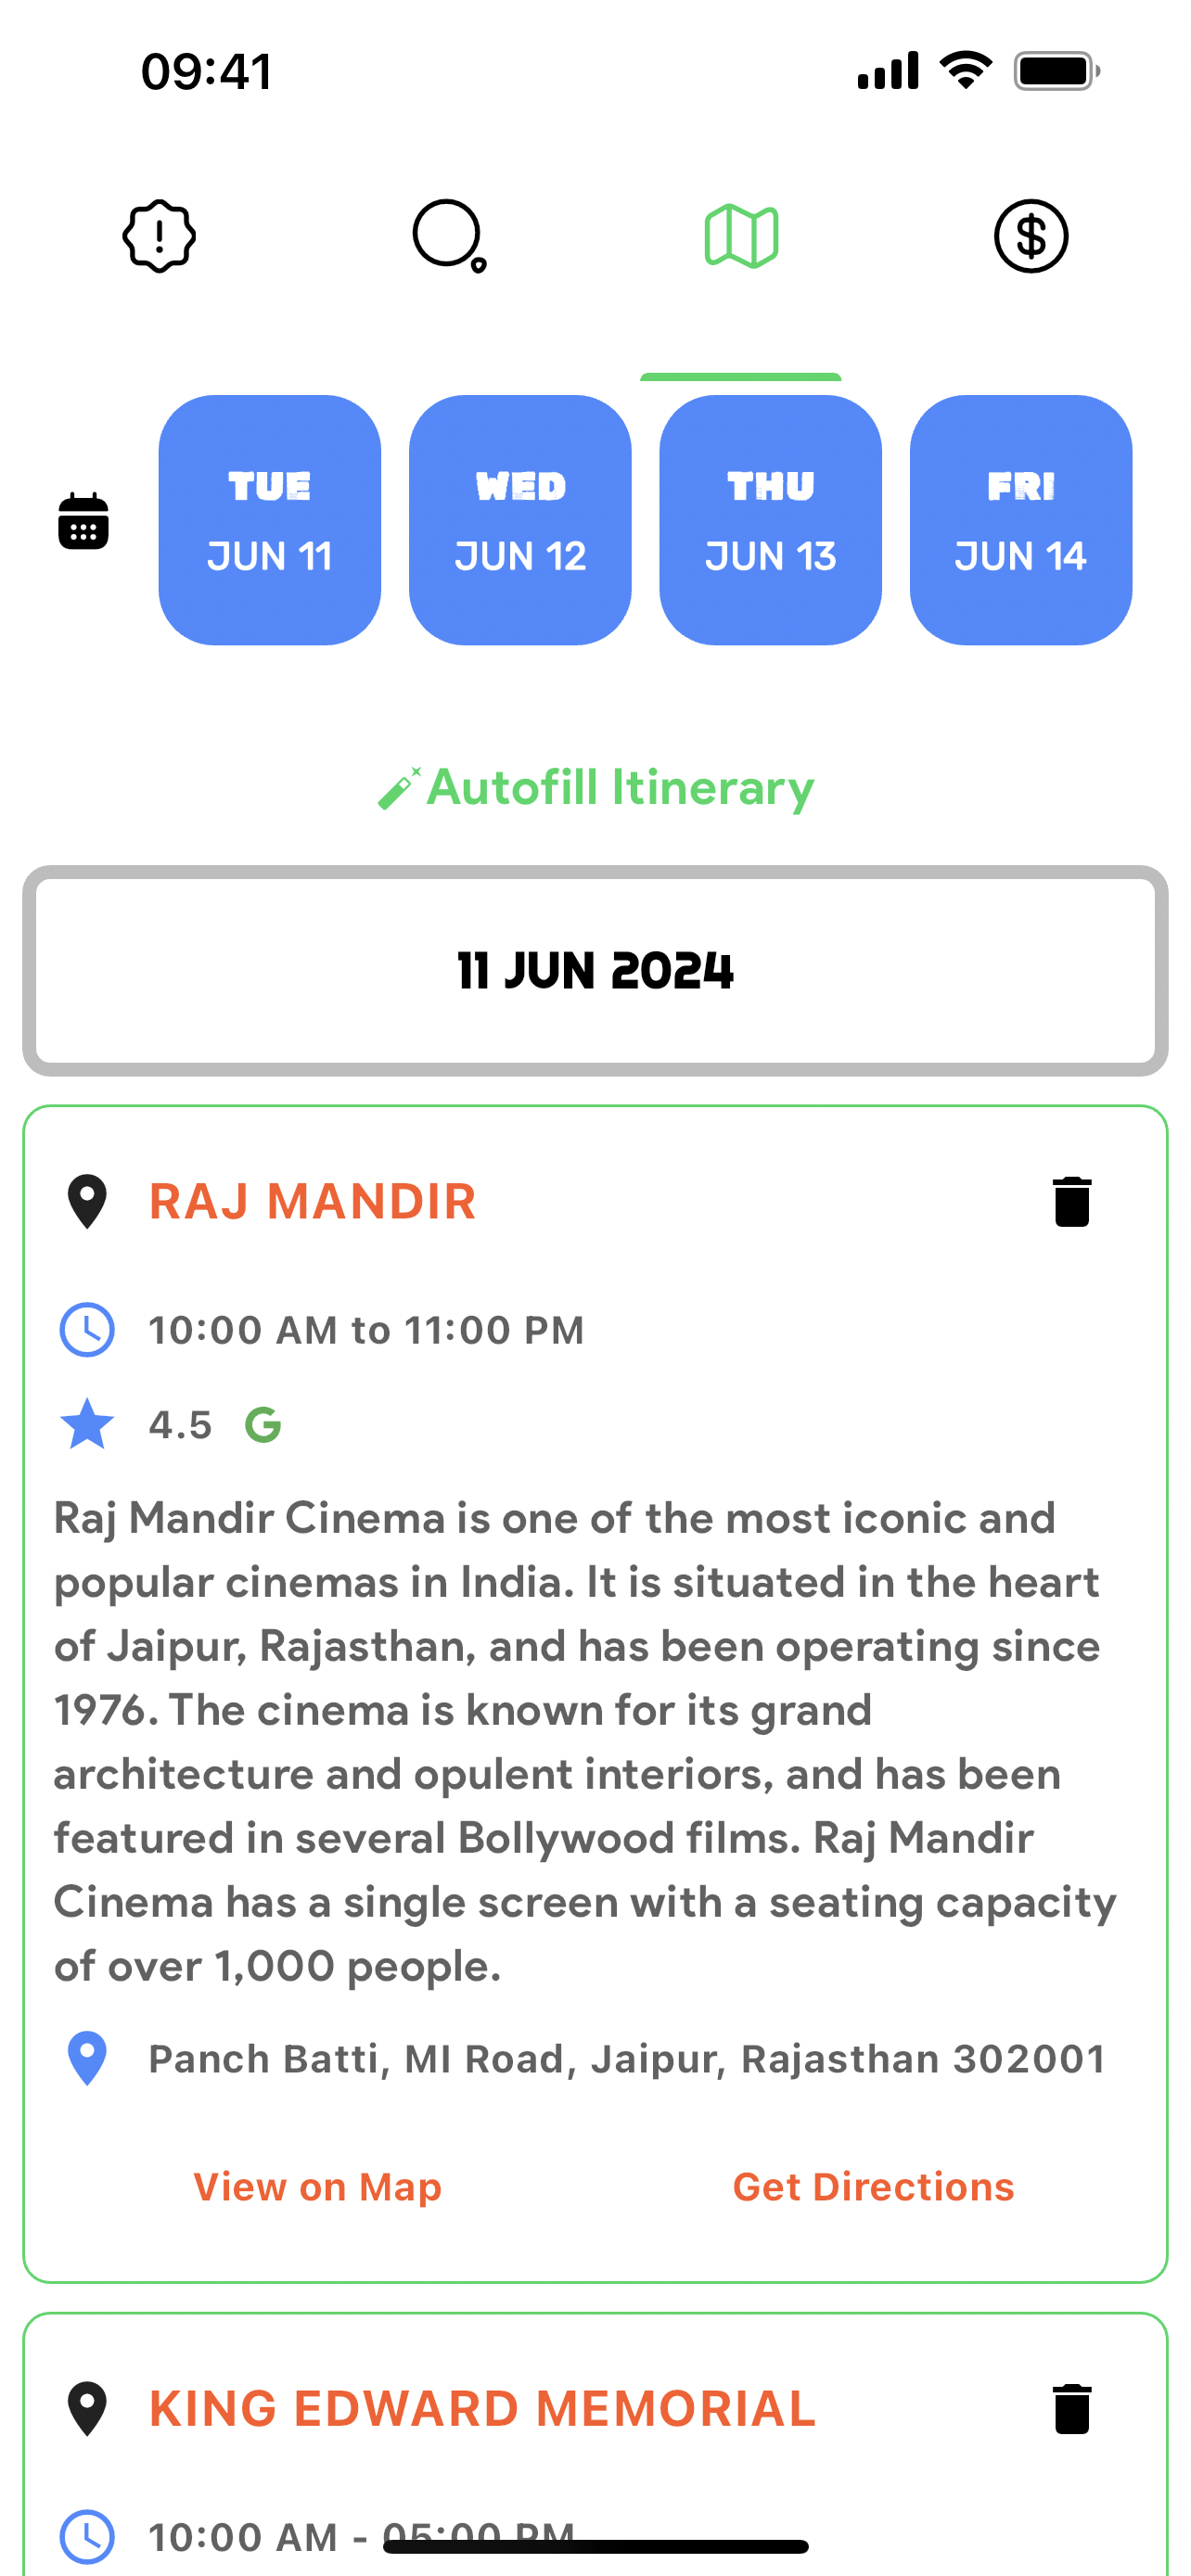 09:41
TUE
JUN 11
WED
JUN 12
THU
JUN 13
FRI
JUN 14
Autofill Itinerary
11 JUN 2024
RAJ MANDIR
10:00 AM to 11:00 PM
4.5 G
Raj Mandir Cinema is one of the most iconic and
popular cinemas in India. It is situated in the heart
of Jaipur, Rajasthan, and has been operating since
1976. The cinema is known for its grand
architecture and opulent interiors, and has been
featured in several Bollywood films. Raj Mandir
Cinema has a single screen with a seating capacity
of over 1,000 people.
Panch Batti, MI Road, Jaipur, Rajasthan 302001
View on Map
Get Directions
KING EDWARD MEMORIAL
10:00 AM - 05:00 PM